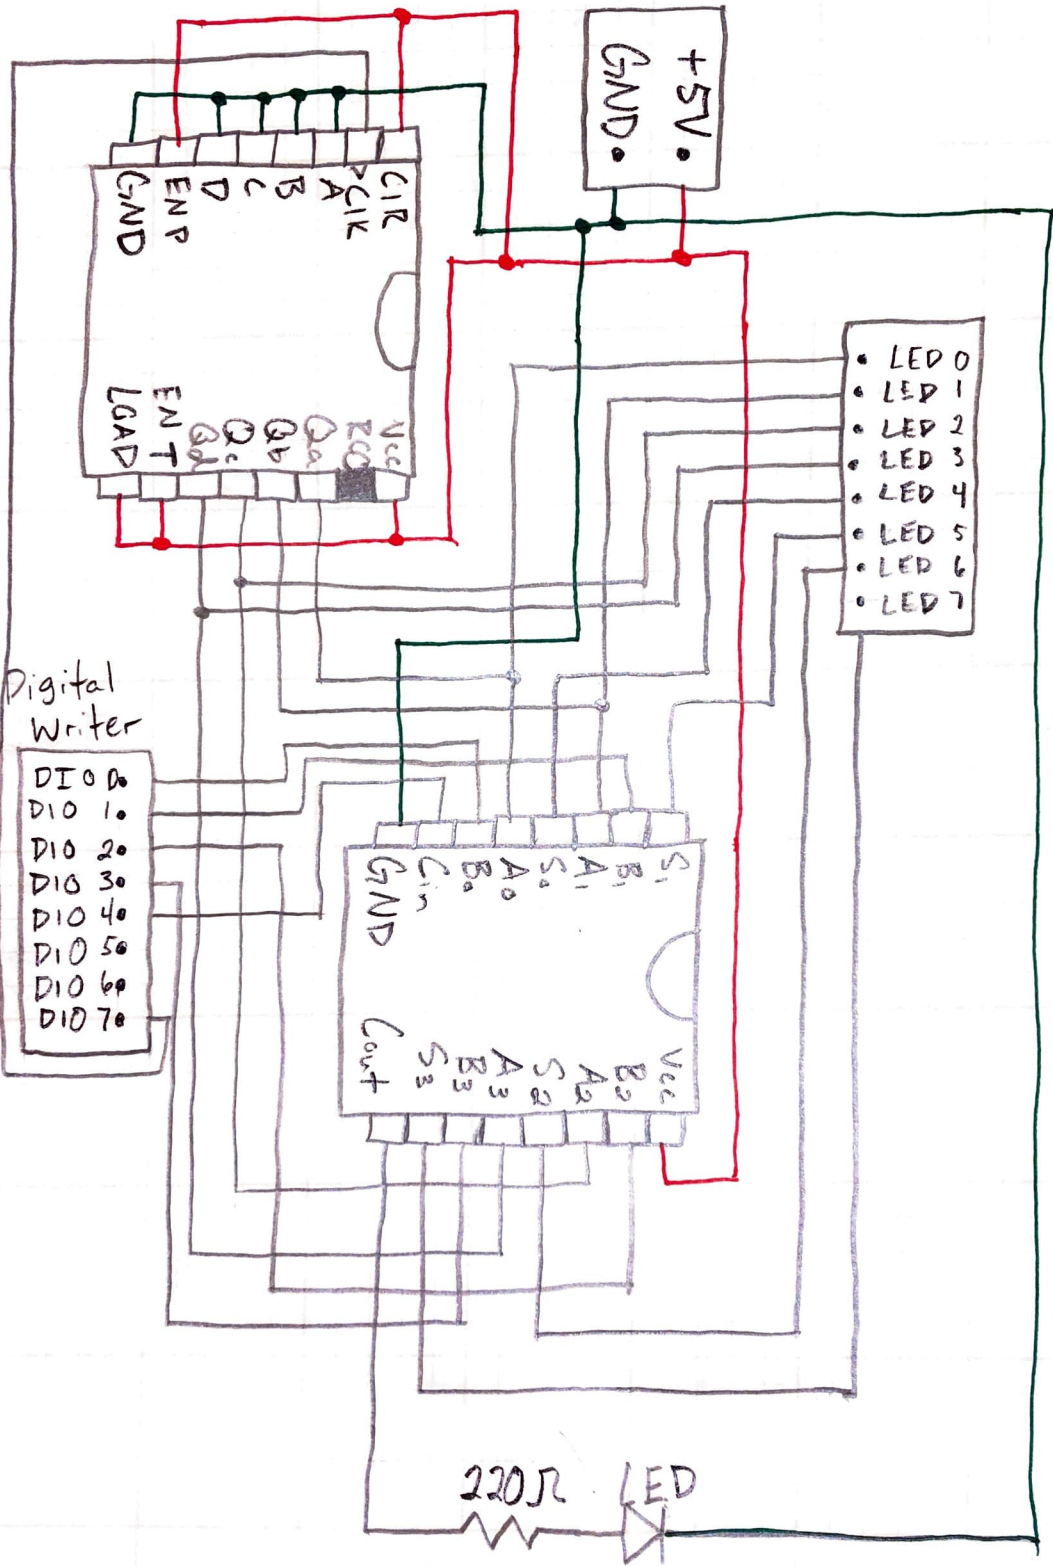 GND
+5V
GND
ENP
D
C
B
A
CLK
CLR
LOAD
ENT
Qd
Qc
Qb
Qa
RCO
Vcc
LED 0
LED 1
LED 2
LED 3
LED 4
LED 5
LED 6
LED 7
Digital
Writer
DIO 0
DIO 1
DIO 2
DIO 3
DIO 4
DIO 5
DIO 6
DIO 7
GND
Cin
B0
A0
S0
A1
B1
S1
Cout
S3
B3
A3
S2
A2
B2
Vcc
220Ω
LED